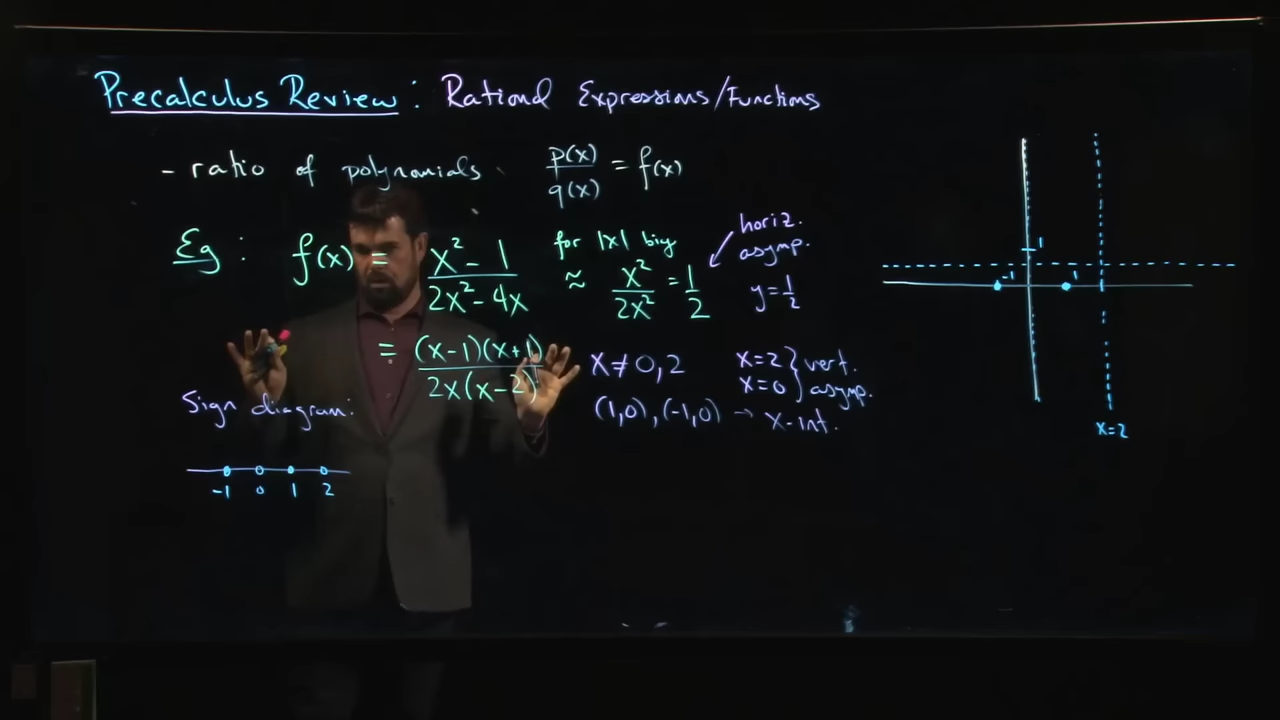 Precalculus Review: Rational Expressions/Functions
- ratio of polynomials p(x)/q(x) = f(x)
Eg: f(x) = (x² - 1)/(2x² - 4x)
for |x| big
≈ x²/2x² = 1/2
horiz.
asymp.
y = 1/2
= (x-1)(x+1)/2x(x-2)
x ≠ 0, 2
x=2
x=0 } vert. asymp.
(1,0), (-1,0) → x-int.
Sign diagram:
-1 0 1 2
1
-1 1
x=2